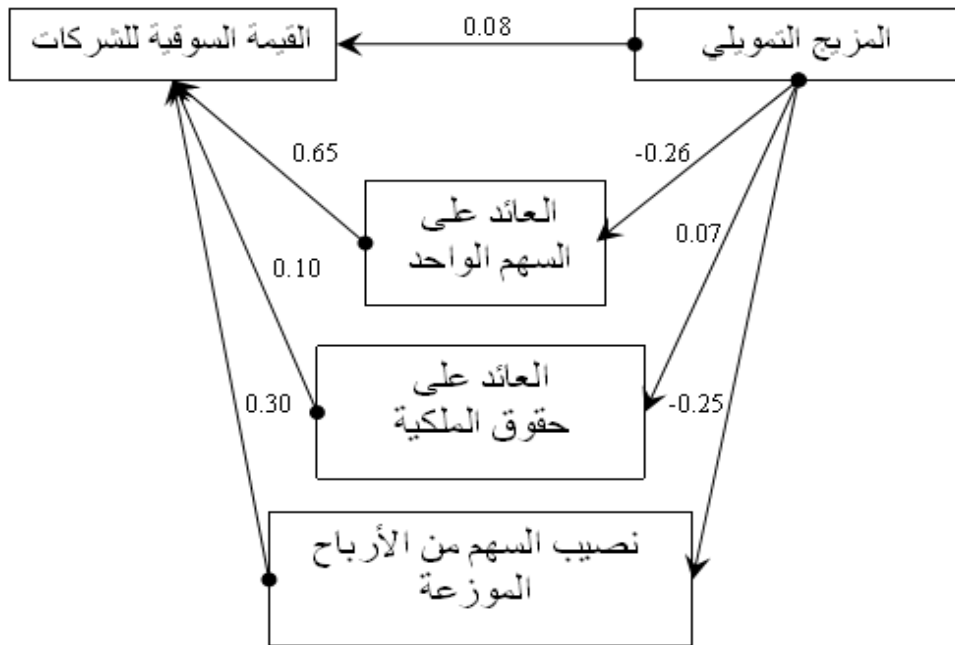 0.08
المزيج التمويلي
القيمة السوقية للشركات
0.65
-0.26
العائد على
السهم الواحد
0.07
0.10
العائد على
حقوق الملكية
0.30
-0.25
نصيب السهم من الأرباح
الموزعة